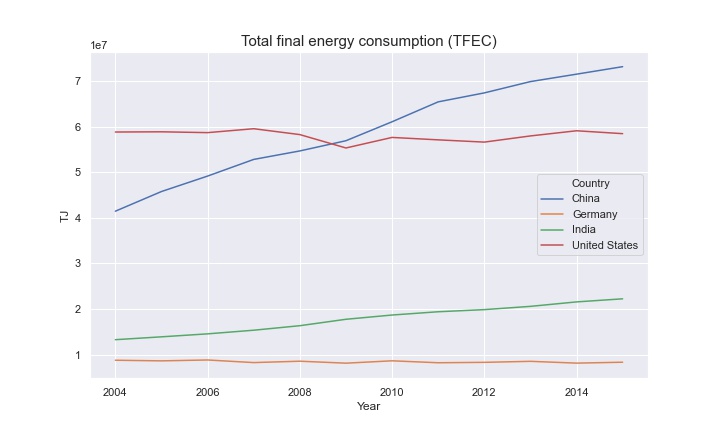 Total final energy consumption (TFEC)
1e7
7
6
5
4
3
2
1
TJ
Country
China
Germany
India
United States
2004
2006
2008
2010
2012
2014
Year